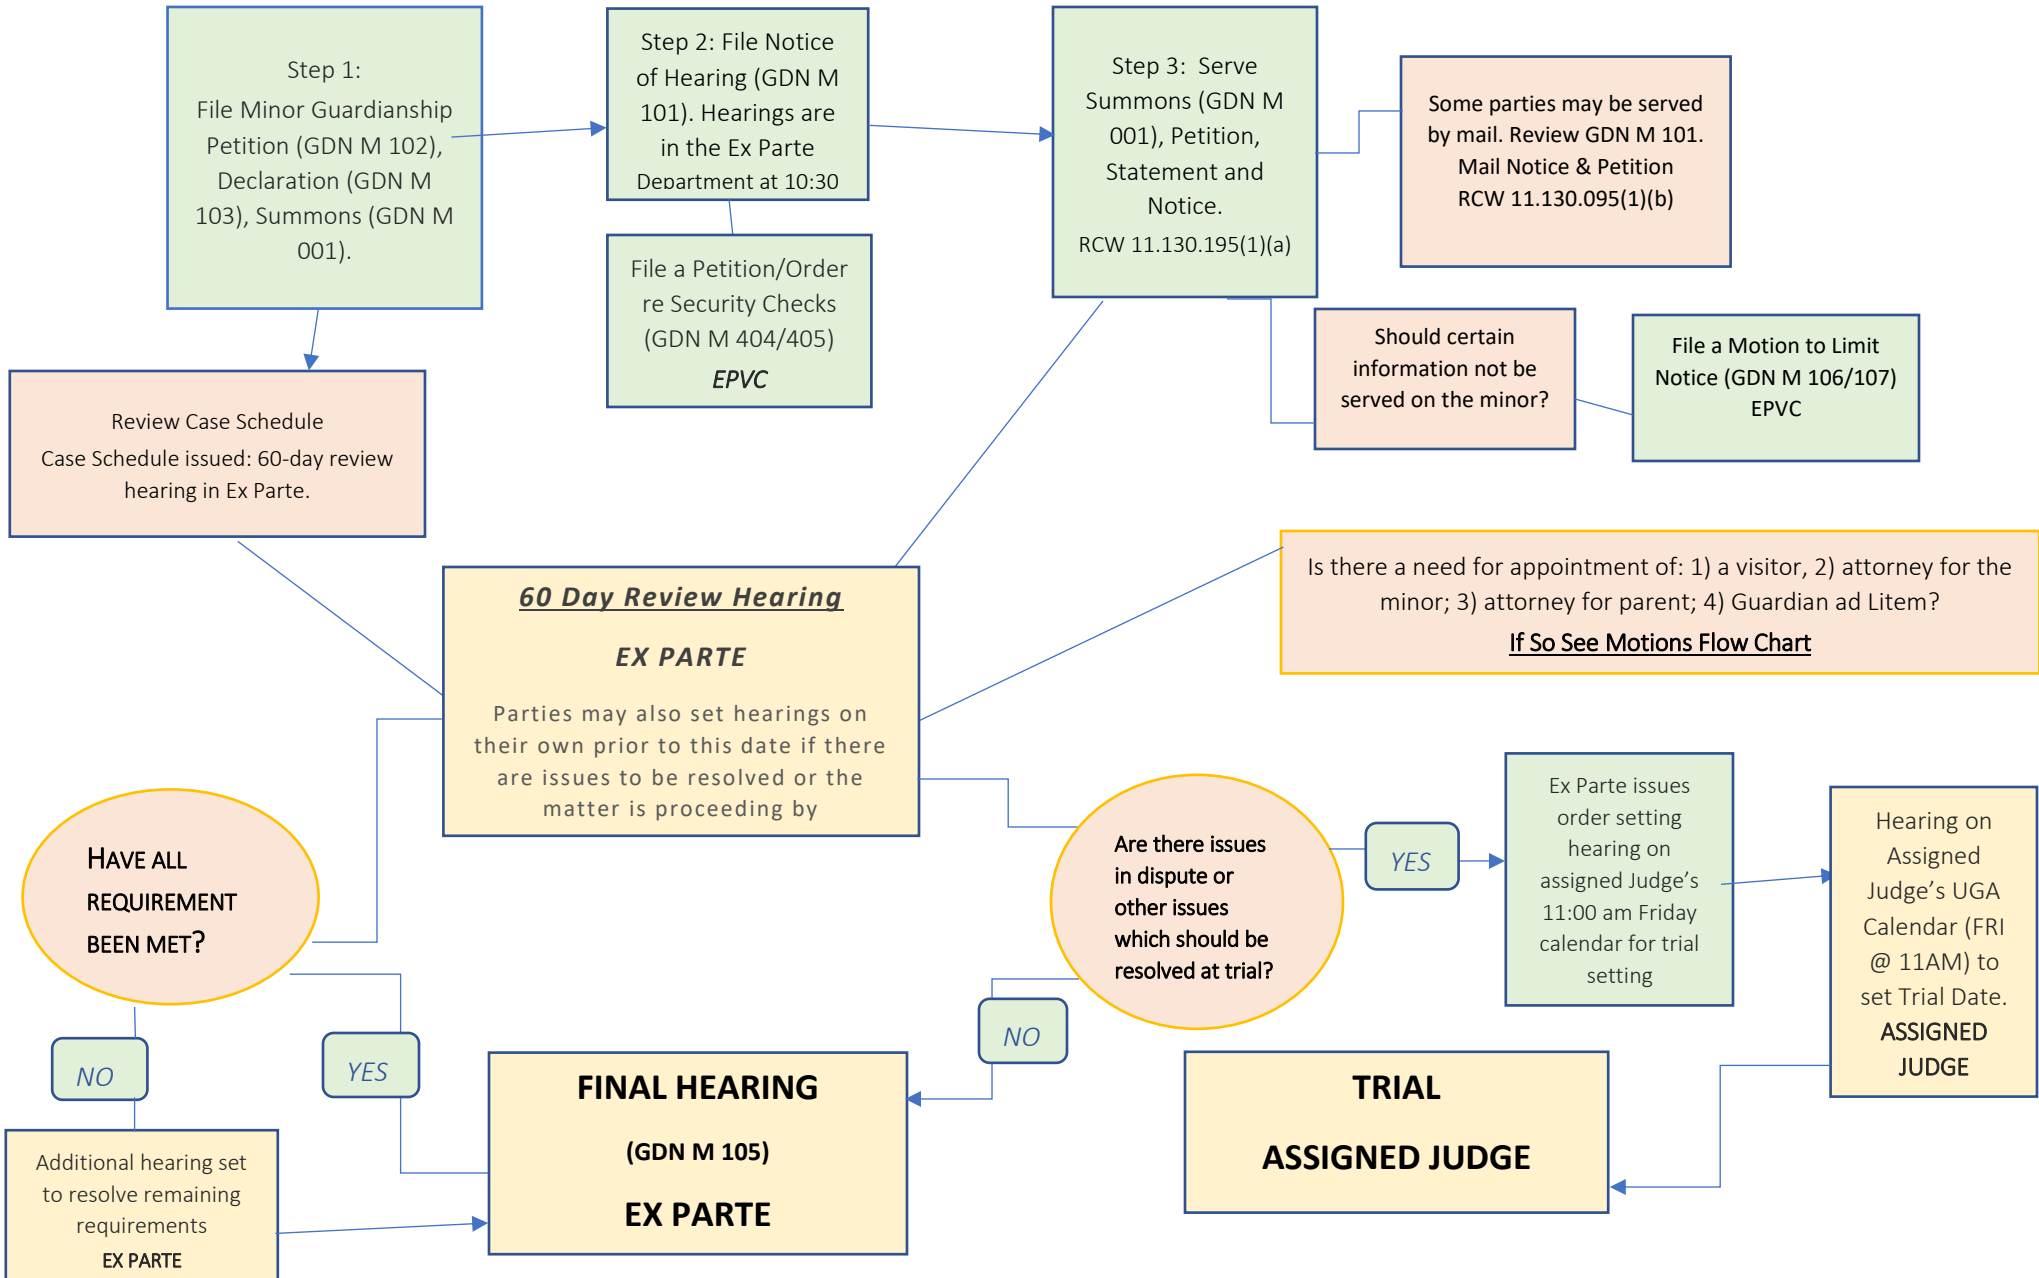 Step 1:
File Minor Guardianship
Petition (GDN M 102),
Declaration (GDN M
103), Summons (GDN M
001).
Step 2: File Notice
of Hearing (GDN M
101). Hearings are
in the Ex Parte
Department at 10:30
Step 3:  Serve
Summons (GDN M
001), Petition,
Statement and
Notice.
RCW 11.130.195(1)(a)
Some parties may be served
by mail. Review GDN M 101.
Mail Notice & Petition
RCW 11.130.095(1)(b)
File a Petition/Order
re Security Checks
(GDN M 404/405)
EPVC
Should certain
information not be
served on the minor?
File a Motion to Limit
Notice (GDN M 106/107)
EPVC
Review Case Schedule
Case Schedule issued: 60-day review
hearing in Ex Parte.
60 Day Review Hearing
EX PARTE
Parties may also set hearings on
their own prior to this date if there
are issues to be resolved or the
matter is proceeding by
Is there a need for appointment of: 1) a visitor, 2) attorney for the
minor; 3) attorney for parent; 4) Guardian ad Litem?
If So See Motions Flow Chart
HAVE ALL
REQUIREMENT
BEEN MET?
Are there issues
in dispute or
other issues
which should be
resolved at trial?
YES
Ex Parte issues
order setting
hearing on
assigned Judge's
11:00 am Friday
calendar for trial
setting
Hearing on
Assigned
Judge's UGA
Calendar (FRI
@ 11AM) to
set Trial Date.
ASSIGNED
JUDGE
NO
YES
NO
FINAL HEARING
(GDN M 105)
EX PARTE
TRIAL
ASSIGNED JUDGE
Additional hearing set
to resolve remaining
requirements
EX PARTE